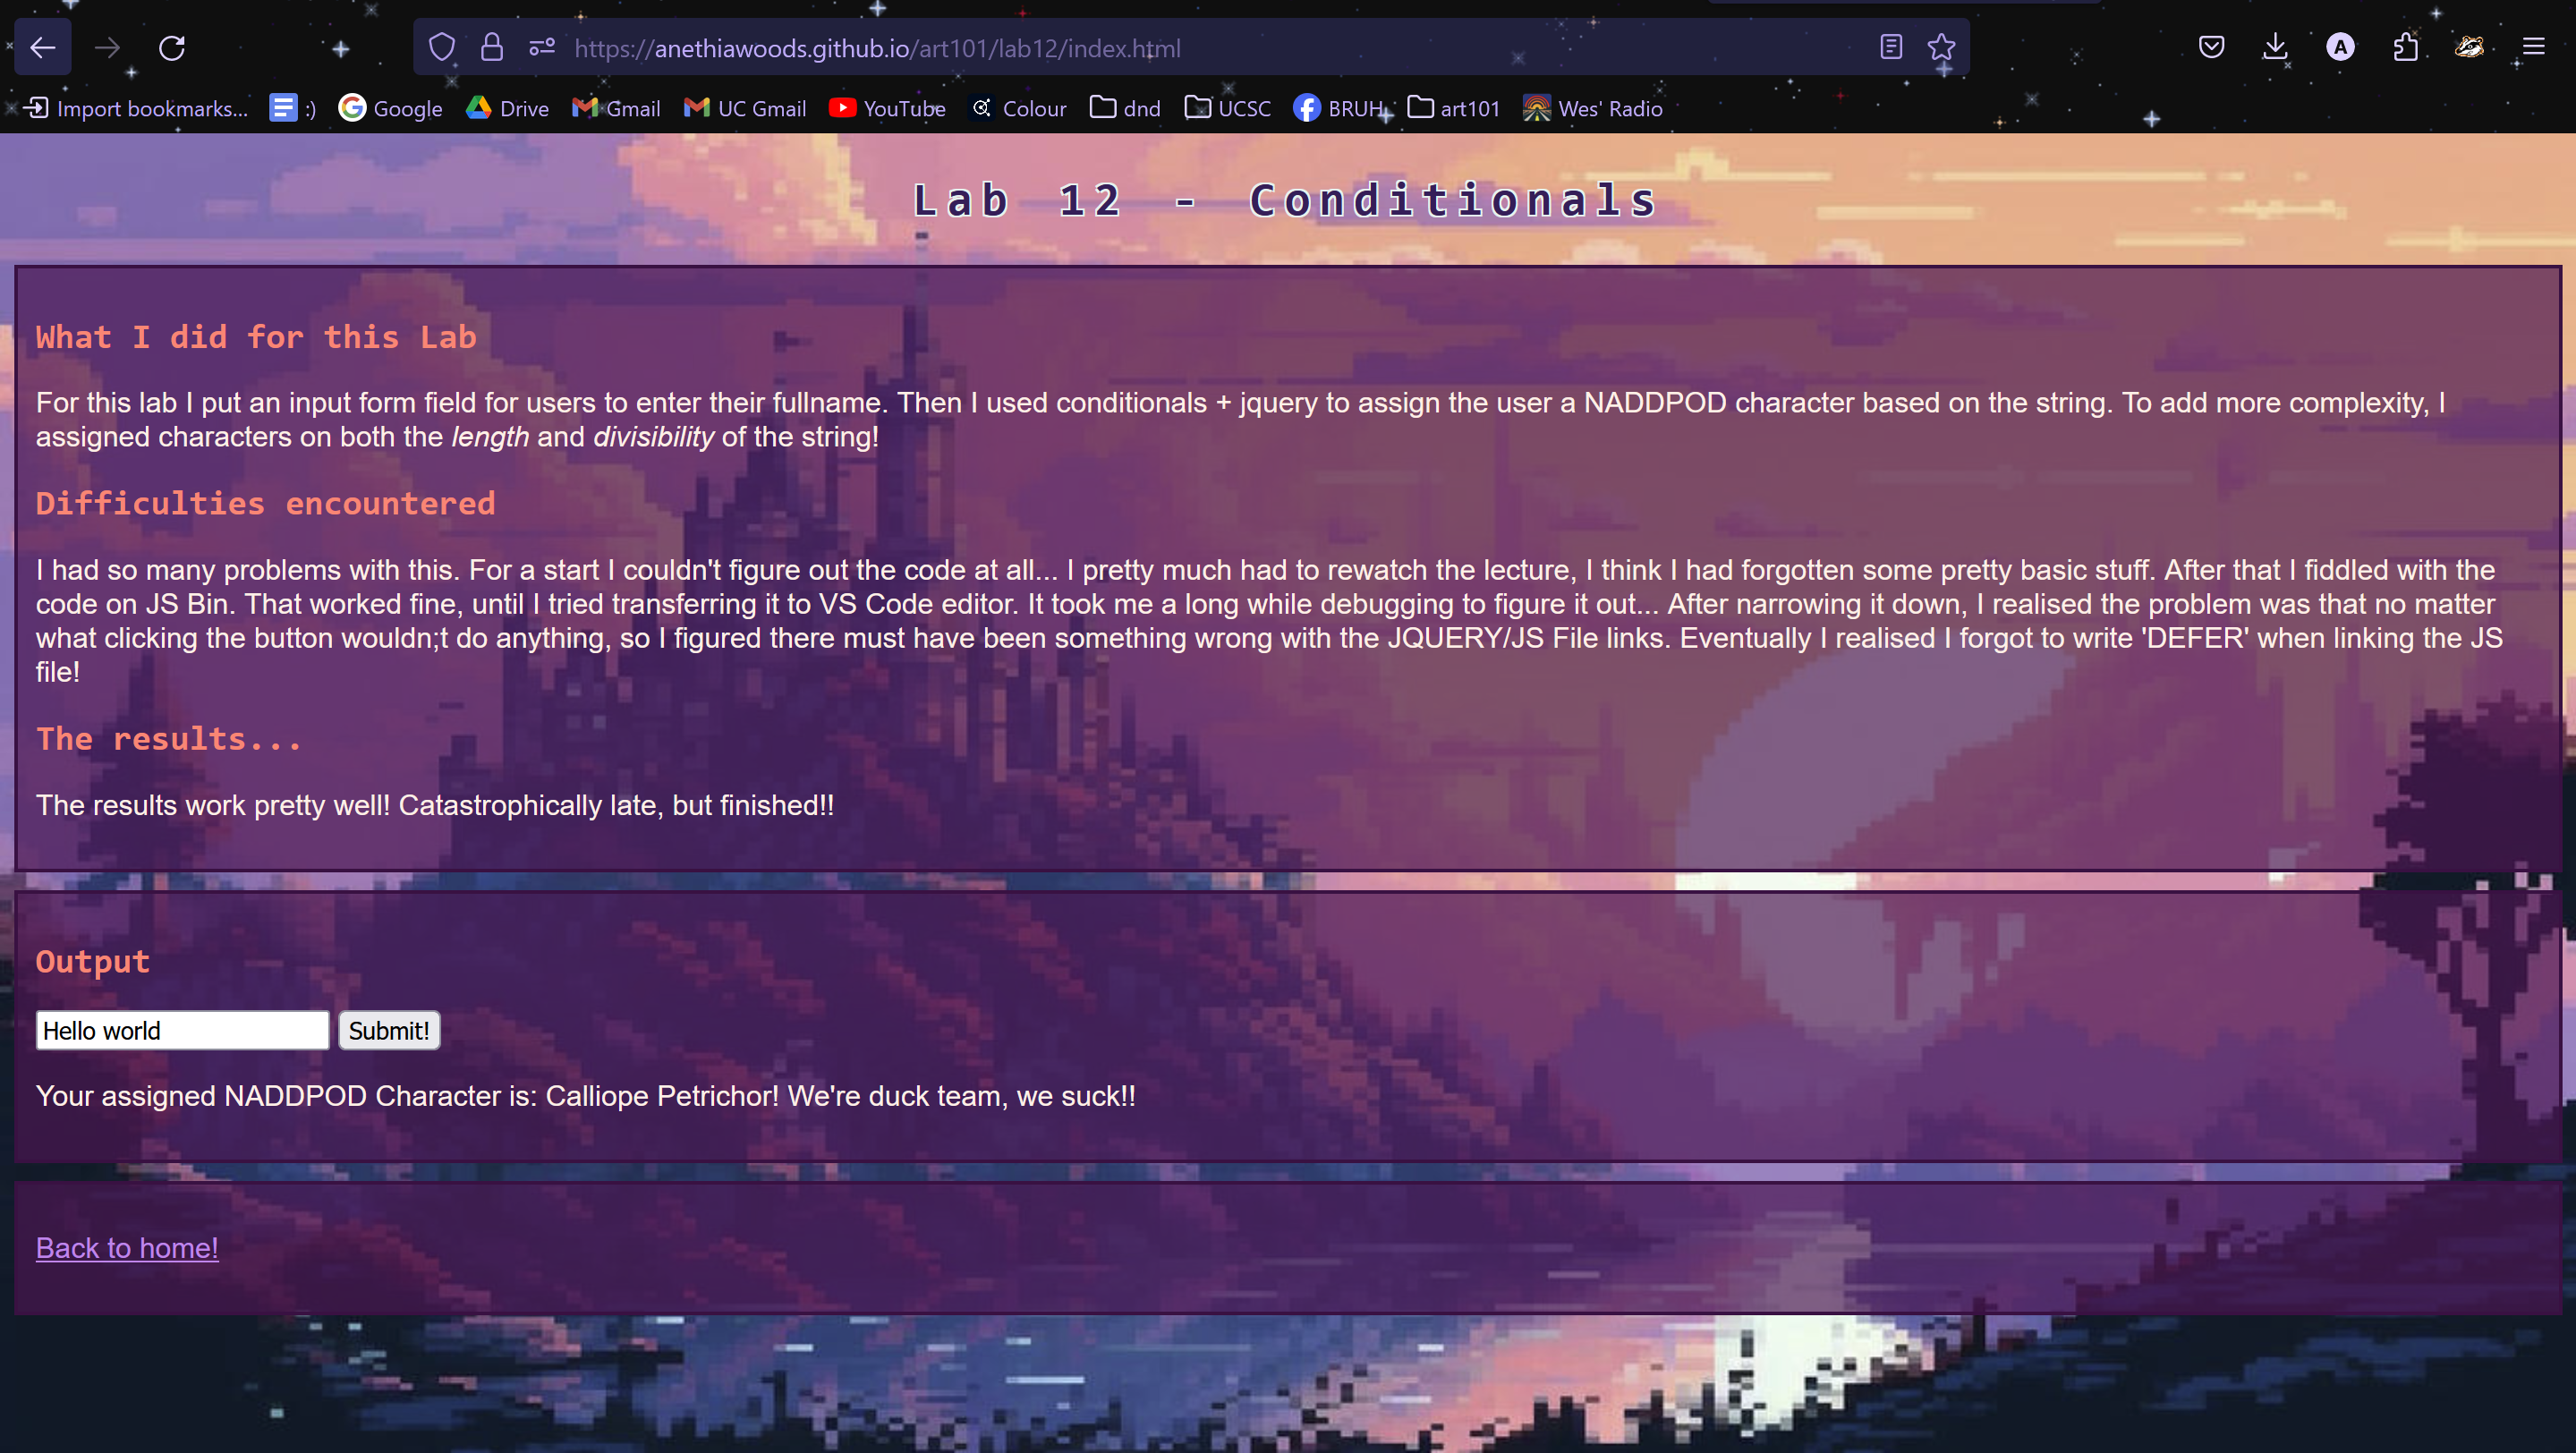 https://anethiawoods.github.io/art101/lab12/index.html
A
Import bookmarks... :) Google Drive Gmail UC Gmail YouTube Colour dnd UCSC BRUH art101 Wes' Radio
Lab 12 - Conditionals
What I did for this Lab
For this lab I put an input form field for users to enter their fullname. Then I used conditionals + jquery to assign the user a NADDPOD character based on the string. To add more complexity, I
assigned characters on both the length and divisibility of the string!
Difficulties encountered
I had so many problems with this. For a start I couldn't figure out the code at all... I pretty much had to rewatch the lecture, I think I had forgotten some pretty basic stuff. After that I fiddled with the
code on JS Bin. That worked fine, until I tried transferring it to VS Code editor. It took me a long while debugging to figure it out... After narrowing it down, I realised the problem was that no matter
what clicking the button wouldn;t do anything, so I figured there must have been something wrong with the JQUERY/JS File links. Eventually I realised I forgot to write 'DEFER' when linking the JS
file!
The results...
The results work pretty well! Catastrophically late, but finished!!
Output
Hello world Submit!
Your assigned NADDPOD Character is: Calliope Petrichor! We're duck team, we suck!!
Back to home!